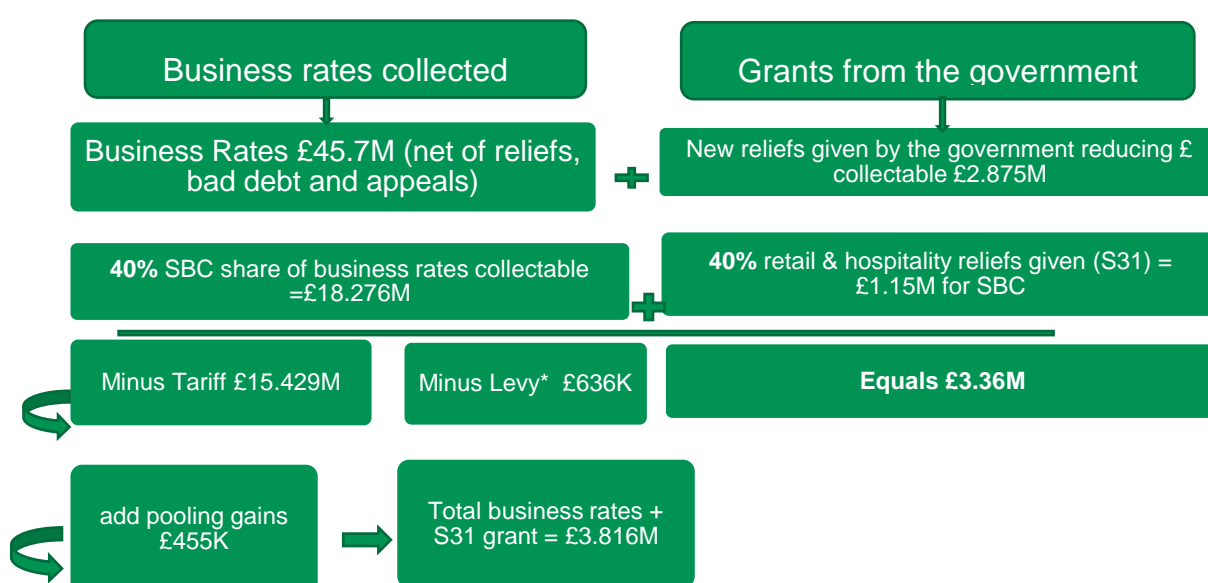 Business rates collected
Grants from the government
Business Rates £45.7M (net of reliefs,
bad debt and appeals)
New reliefs given by the government reducing £
collectable £2.875M
40% SBC share of business rates collectable
=£18.276M
40% retail & hospitality reliefs given (S31) =
£1.15M for SBC
Minus Tariff £15.429M
Minus Levy* £636K
Equals £3.36M
add pooling gains
£455K
Total business rates +
S31 grant = £3.816M